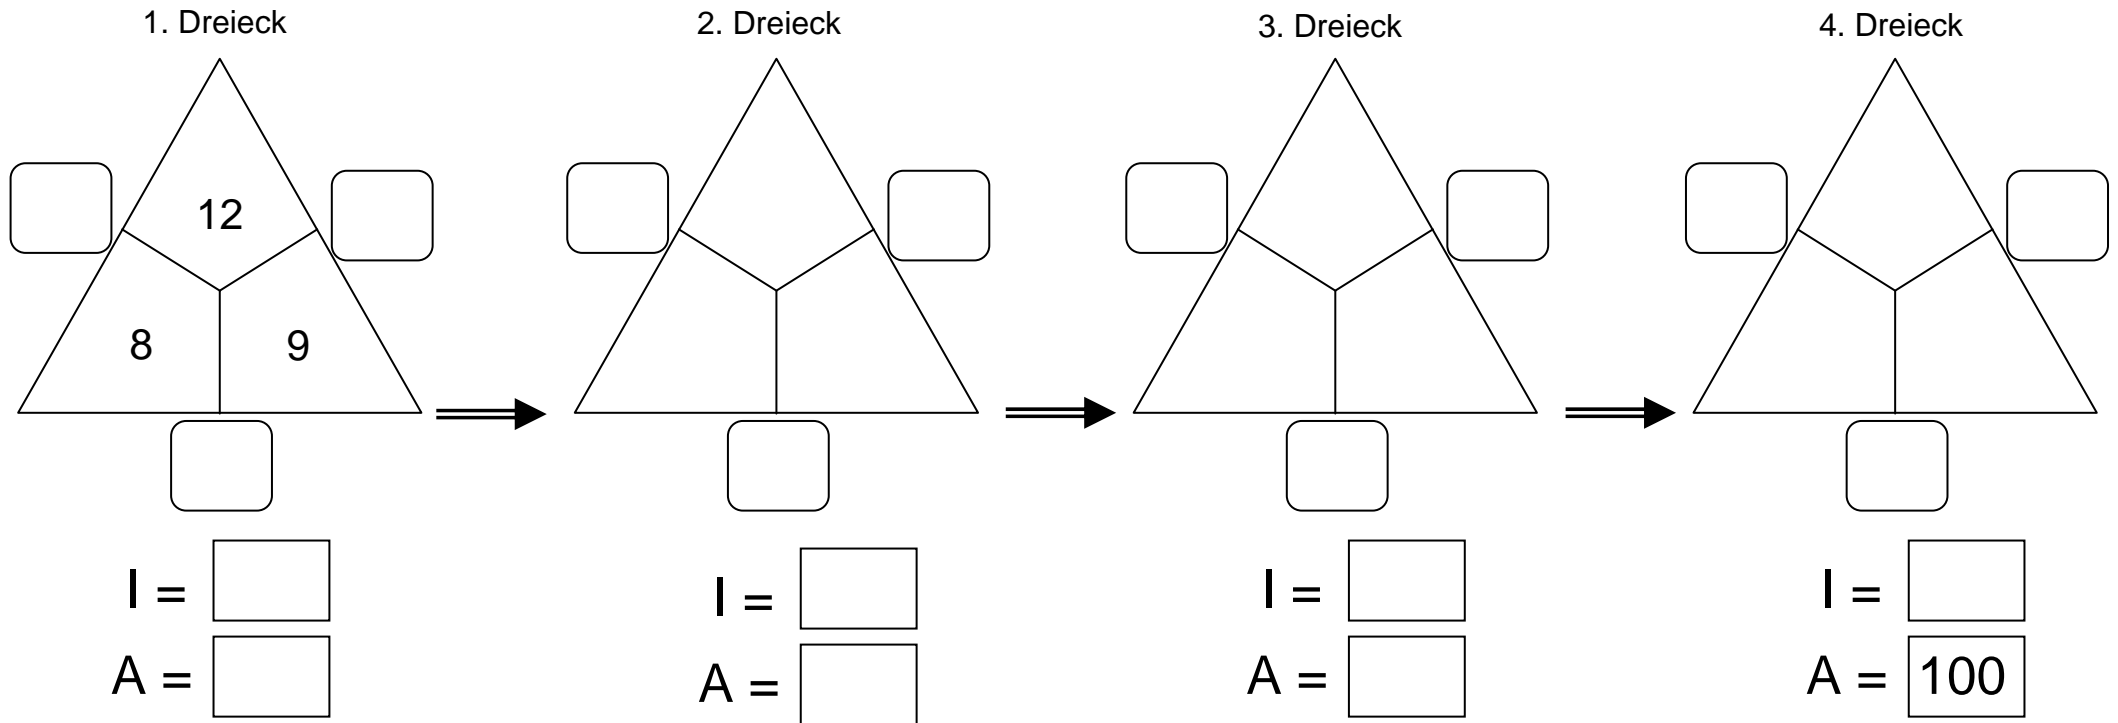 1. Dreieck
2. Dreieck
3. Dreieck
4. Dreieck
12
8
9
I =
I =
I =
I =
A =
A =
A =
A = 100